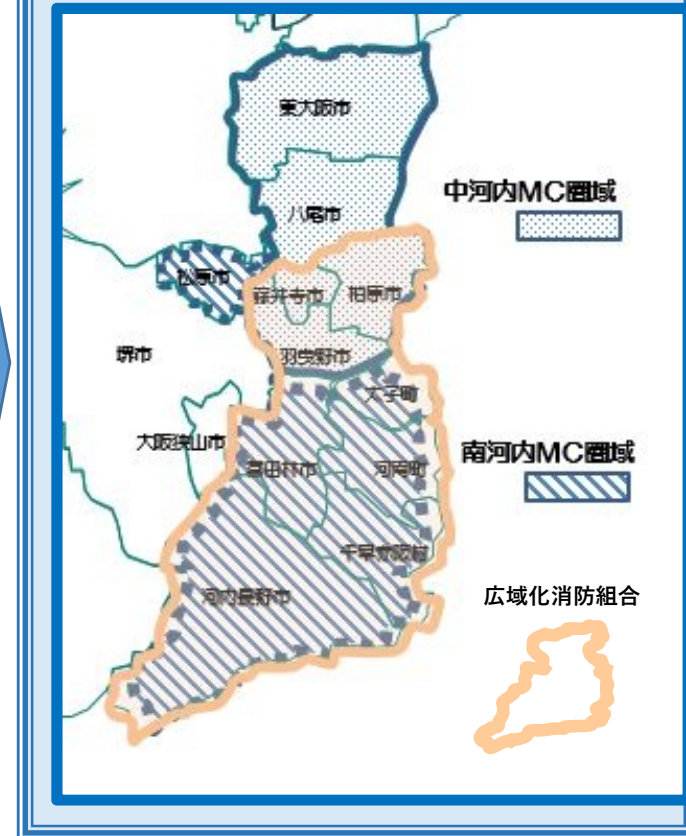 東大阪市
中河内MC圏域
八尾市
松原市
藤井寺市
柏原市
堺市
羽曳野市
太子町
大阪狭山市
南河内MC圏域
富田林市
河南町
千早赤阪村
河内長野市
広域化消防組合